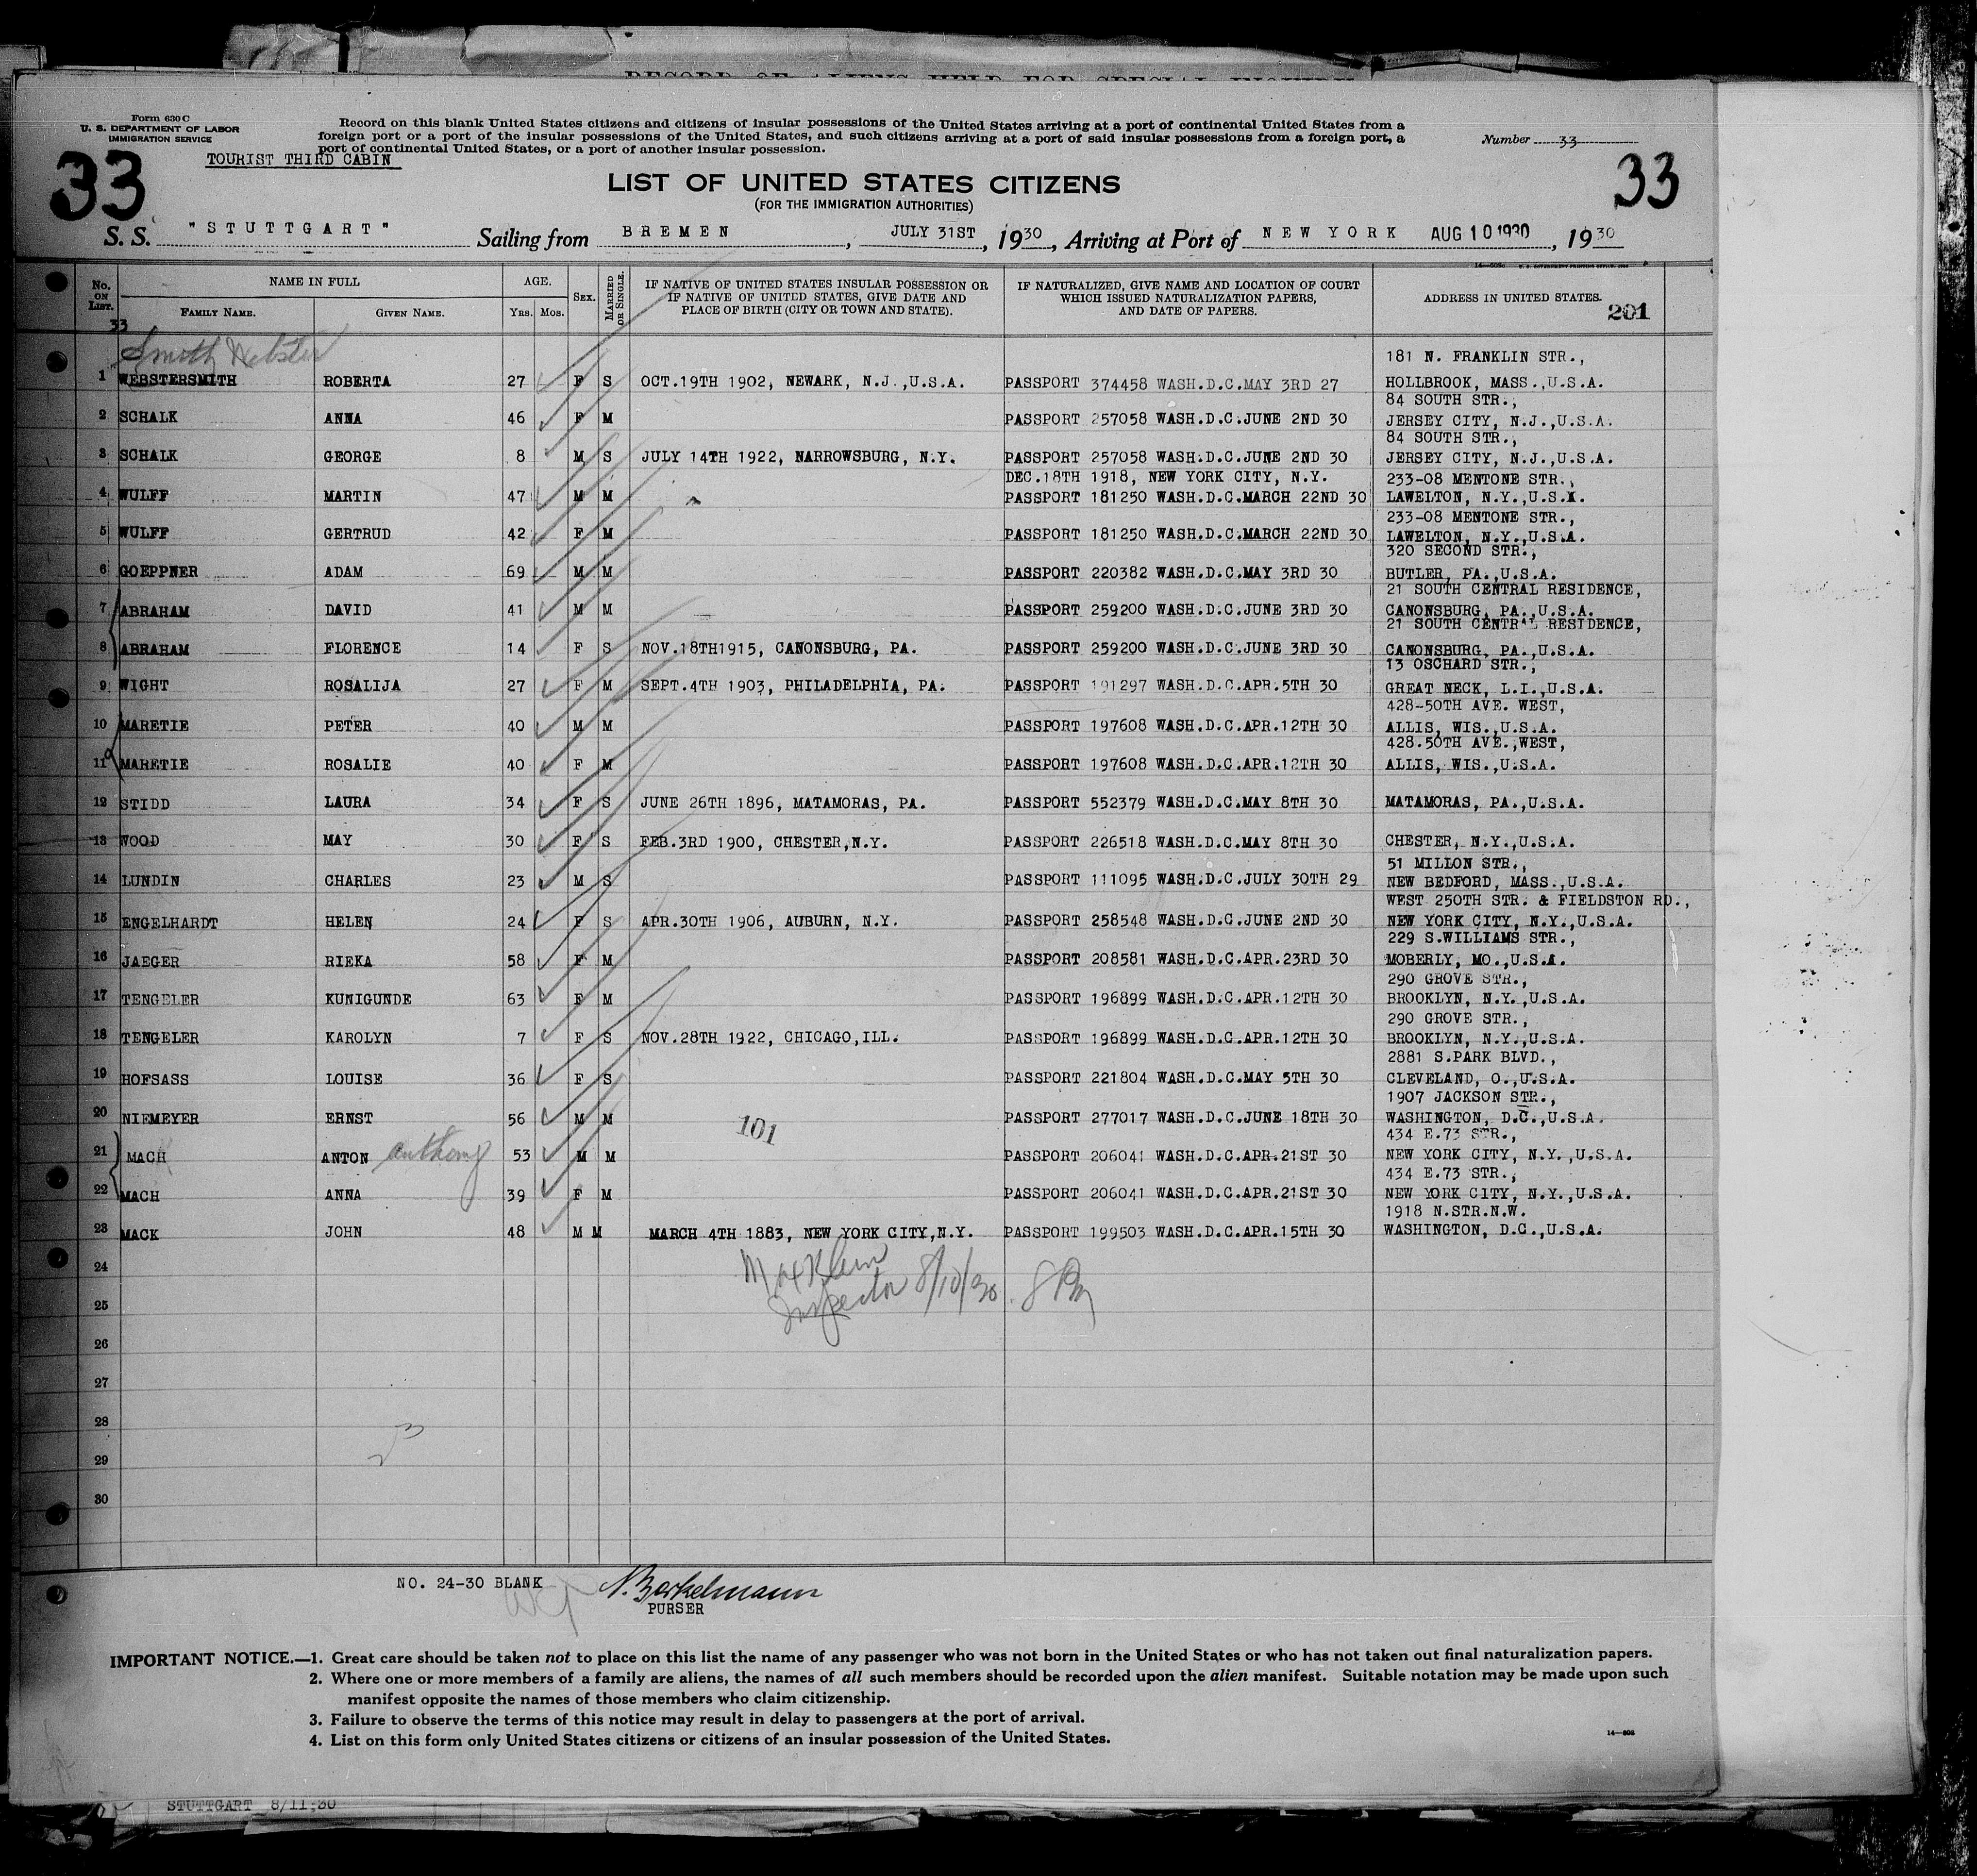 RECORD OF ALIENS HELD FOR SPECIAL INQUIRY
Form 630 C
U. S. DEPARTMENT OF LABOR
IMMIGRATION SERVICE
Record on this blank United States citizens and citizens of insular possessions of the United States arriving at a port of continental United States from a
foreign port or a port of the insular possessions of the United States, and such citizens arriving at a port of said insular possessions from a foreign port, a
port of continental United States, or a port of another insular possession.
Number 33
TOURIST THIRD CABIN
33
33
LIST OF UNITED STATES CITIZENS
(FOR THE IMMIGRATION AUTHORITIES)
S. S. "STUTTGART" Sailing from BREMEN, JULY 31ST, 1930, Arriving at Port of NEW YORK AUG 10 1930, 1930
No. ON LIST. NAME IN FULL AGE. SEX. MARRIED OR SINGLE. IF NATIVE OF UNITED STATES INSULAR POSSESSION OR IF NATIVE OF UNITED STATES, GIVE DATE AND PLACE OF BIRTH (CITY OR TOWN AND STATE). IF NATURALIZED, GIVE NAME AND LOCATION OF COURT WHICH ISSUED NATURALIZATION PAPERS, AND DATE OF PAPERS. ADDRESS IN UNITED STATES.
FAMILY NAME. GIVEN NAME. Yrs. Mos. 201
33
Smith Webster
181 N. FRANKLIN STR.,
1 WEBSTERSMITH ROBERTA 27 F S OCT.19TH 1902, NEWARK, N.J.,U.S.A. PASSPORT 374458 WASH.D.C.MAY 3RD 27 HOLLBROOK, MASS.,U.S.A.
84 SOUTH STR.,
2 SCHALK ANNA 46 F M PASSPORT 257058 WASH.D.C.JUNE 2ND 30 JERSEY CITY, N.J.,U.S.A.
84 SOUTH STR.,
3 SCHALK GEORGE 8 M S JULY 14TH 1922, NARROWSBURG, N.Y. PASSPORT 257058 WASH.D.C.JUNE 2ND 30 JERSEY CITY, N.J.,U.S.A.
DEC.18TH 1918, NEW YORK CITY, N.Y. 233-08 MENTONE STR.,
4 WULFF MARTIN 47 M M PASSPORT 181250 WASH.D.C.MARCH 22ND 30 LAWELTON, N.Y.,U.S.A.
233-08 MENTONE STR.,
5 WULFF GERTRUD 42 F M PASSPORT 181250 WASH.D.C.MARCH 22ND 30 LAWELTON, N.Y.,U.S.A.
320 SECOND STR.,
6 GOEPPNER ADAM 69 M M PASSPORT 220382 WASH.D.C.MAY 3RD 30 BUTLER, PA.,U.S.A.
21 SOUTH CENTRAL RESIDENCE,
7 ABRAHAM DAVID 41 M M PASSPORT 259200 WASH.D.C.JUNE 3RD 30 CANONSBURG, PA.,U.S.A.
21 SOUTH CENTRAL RESIDENCE,
8 ABRAHAM FLORENCE 14 F S NOV.18TH1915, CANONSBURG, PA. PASSPORT 259200 WASH.D.C.JUNE 3RD 30 CANONSBURG, PA.,U.S.A.
13 OSCHARD STR.,
9 WIGHT ROSALIJA 27 F M SEPT.4TH 1903, PHILADELPHIA, PA. PASSPORT 191297 WASH.D.C.APR.5TH 30 GREAT NECK, L.I.,U.S.A.
428-50TH AVE. WEST,
10 MARETIE PETER 40 M M PASSPORT 197608 WASH.D.C.APR.12TH 30 ALLIS, WIS.,U.S.A.
428.50TH AVE.,WEST,
11 MARETIE ROSALIE 40 F M PASSPORT 197608 WASH.D.C.APR.12TH 30 ALLIS, WIS.,U.S.A.
12 STIDD LAURA 34 F S JUNE 26TH 1896, MATAMORAS, PA. PASSPORT 552379 WASH.D.C.MAY 8TH 30 MATAMORAS, PA.,U.S.A.
13 WOOD MAY 30 F S FEB.3RD 1900, CHESTER,N.Y. PASSPORT 226518 WASH.D.C.MAY 8TH 30 CHESTER, N.Y.,U.S.A.
51 MILLON STR.,
14 LUNDIN CHARLES 23 M S PASSPORT 111095 WASH.D.C.JULY 30TH 29 NEW BEDFORD, MASS.,U.S.A.
WEST 250TH STR. & FIELDSTON RD.,
15 ENGELHARDT HELEN 24 F S APR.30TH 1906, AUBURN, N.Y. PASSPORT 258548 WASH.D.C.JUNE 2ND 30 NEW YORK CITY, N.Y.,U.S.A.
229 S.WILLIAMS STR.,
16 JAEGER RIEKA 58 F M PASSPORT 208581 WASH.D.C.APR.23RD 30 MOBERLY, MO.,U.S.A.
290 GROVE STR.,
17 TENGELER KUNIGUNDE 63 F M PASSPORT 196899 WASH.D.C.APR.12TH 30 BROOKLYN, N.Y.,U.S.A.
290 GROVE STR.,
18 TENGELER KAROLYN 7 F S NOV.28TH 1922, CHICAGO,ILL. PASSPORT 196899 WASH.D.C.APR.12TH 30 BROOKLYN, N.Y.,U.S.A.
2881 S.PARK BLVD.,
19 HOFSASS LOUISE 36 F S PASSPORT 221804 WASH.D.C.MAY 5TH 30 CLEVELAND, O.,U.S.A.
1907 JACKSON STR.,
20 NIEMEYER ERNST 56 M M 101 PASSPORT 277017 WASH.D.C.JUNE 18TH 30 WASHINGTON, D.C.,U.S.A.
434 E.73 STR.,
21 MACH ANTON Anthony 53 M M PASSPORT 206041 WASH.D.C.APR.21ST 30 NEW YORK CITY, N.Y.,U.S.A.
434 E.73 STR.,
22 MACH ANNA 39 F M PASSPORT 206041 WASH.D.C.APR.21ST 30 NEW YORK CITY, N.Y.,U.S.A.
1918 N.STR.N.W.
23 MACK JOHN 48 M M MARCH 4TH 1883, NEW YORK CITY,N.Y. PASSPORT 199503 WASH.D.C.APR.15TH 30 WASHINGTON, D.C.,U.S.A.
24 Max Klein
25 Inspector 8/10/30 8 PM
26
27
28
29
30
NO. 24-30 BLANK N. Barkelmann
PURSER
IMPORTANT NOTICE.—1. Great care should be taken not to place on this list the name of any passenger who was not born in the United States or who has not taken out final naturalization papers.
2. Where one or more members of a family are aliens, the names of all such members should be recorded upon the alien manifest. Suitable notation may be made upon such
manifest opposite the names of those members who claim citizenship.
3. Failure to observe the terms of this notice may result in delay to passengers at the port of arrival.
4. List on this form only United States citizens or citizens of an insular possession of the United States.
STUTTGART 8/11/30